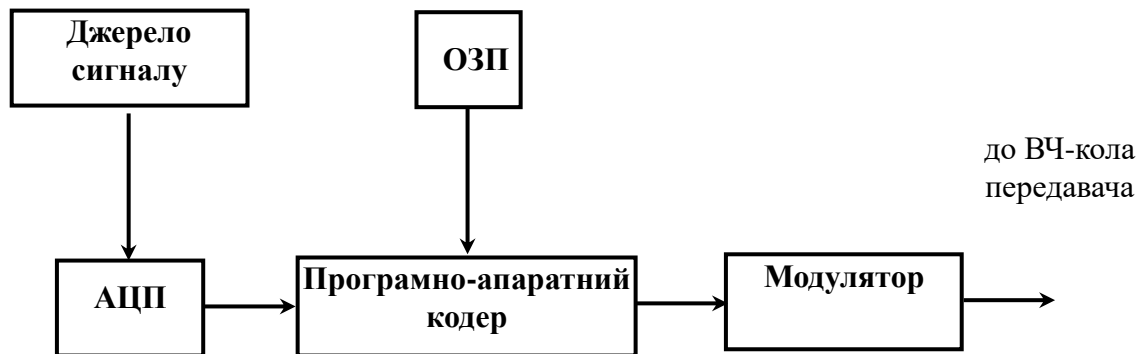 Джерело
сигналу
ОЗП
до ВЧ-кола
передавача
АЦП
Програмно-апаратний
кодер
Модулятор